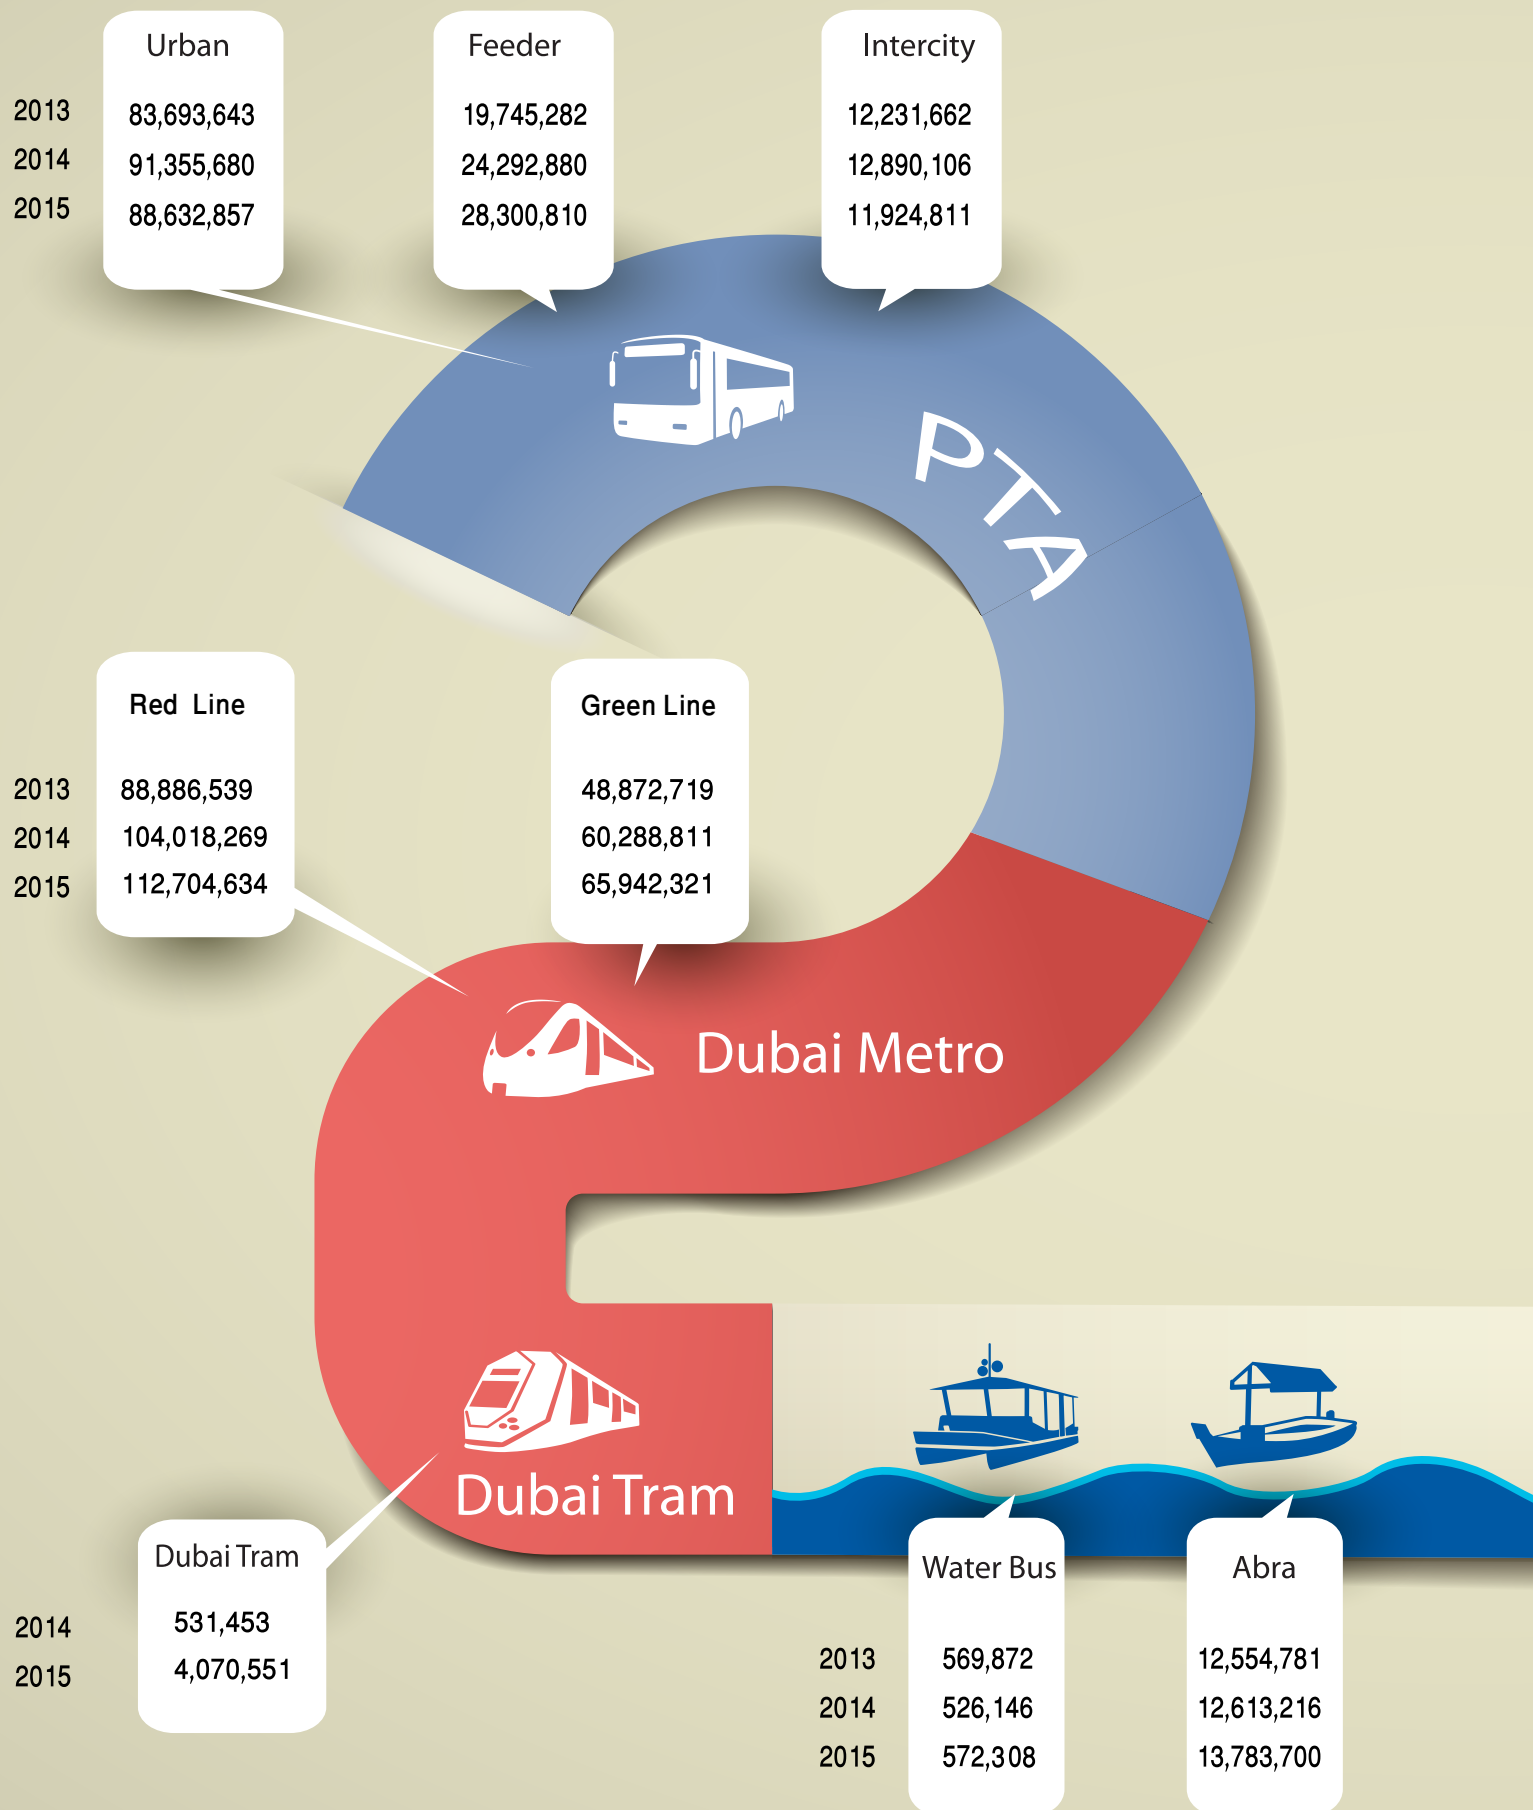 Urban Feeder Intercity
2013 83,693,643 19,745,282 12,231,662
2014 91,355,680 24,292,880 12,890,106
2015 88,632,857 28,300,810 11,924,811
PTA
Red Line Green Line
2013 88,886,539 48,872,719
2014 104,018,269 60,288,811
2015 112,704,634 65,942,321
Dubai Metro
Dubai Tram
Dubai Tram
2014 531,453
2015 4,070,551
Water Bus Abra
2013 569,872 12,554,781
2014 526,146 12,613,216
2015 572,308 13,783,700